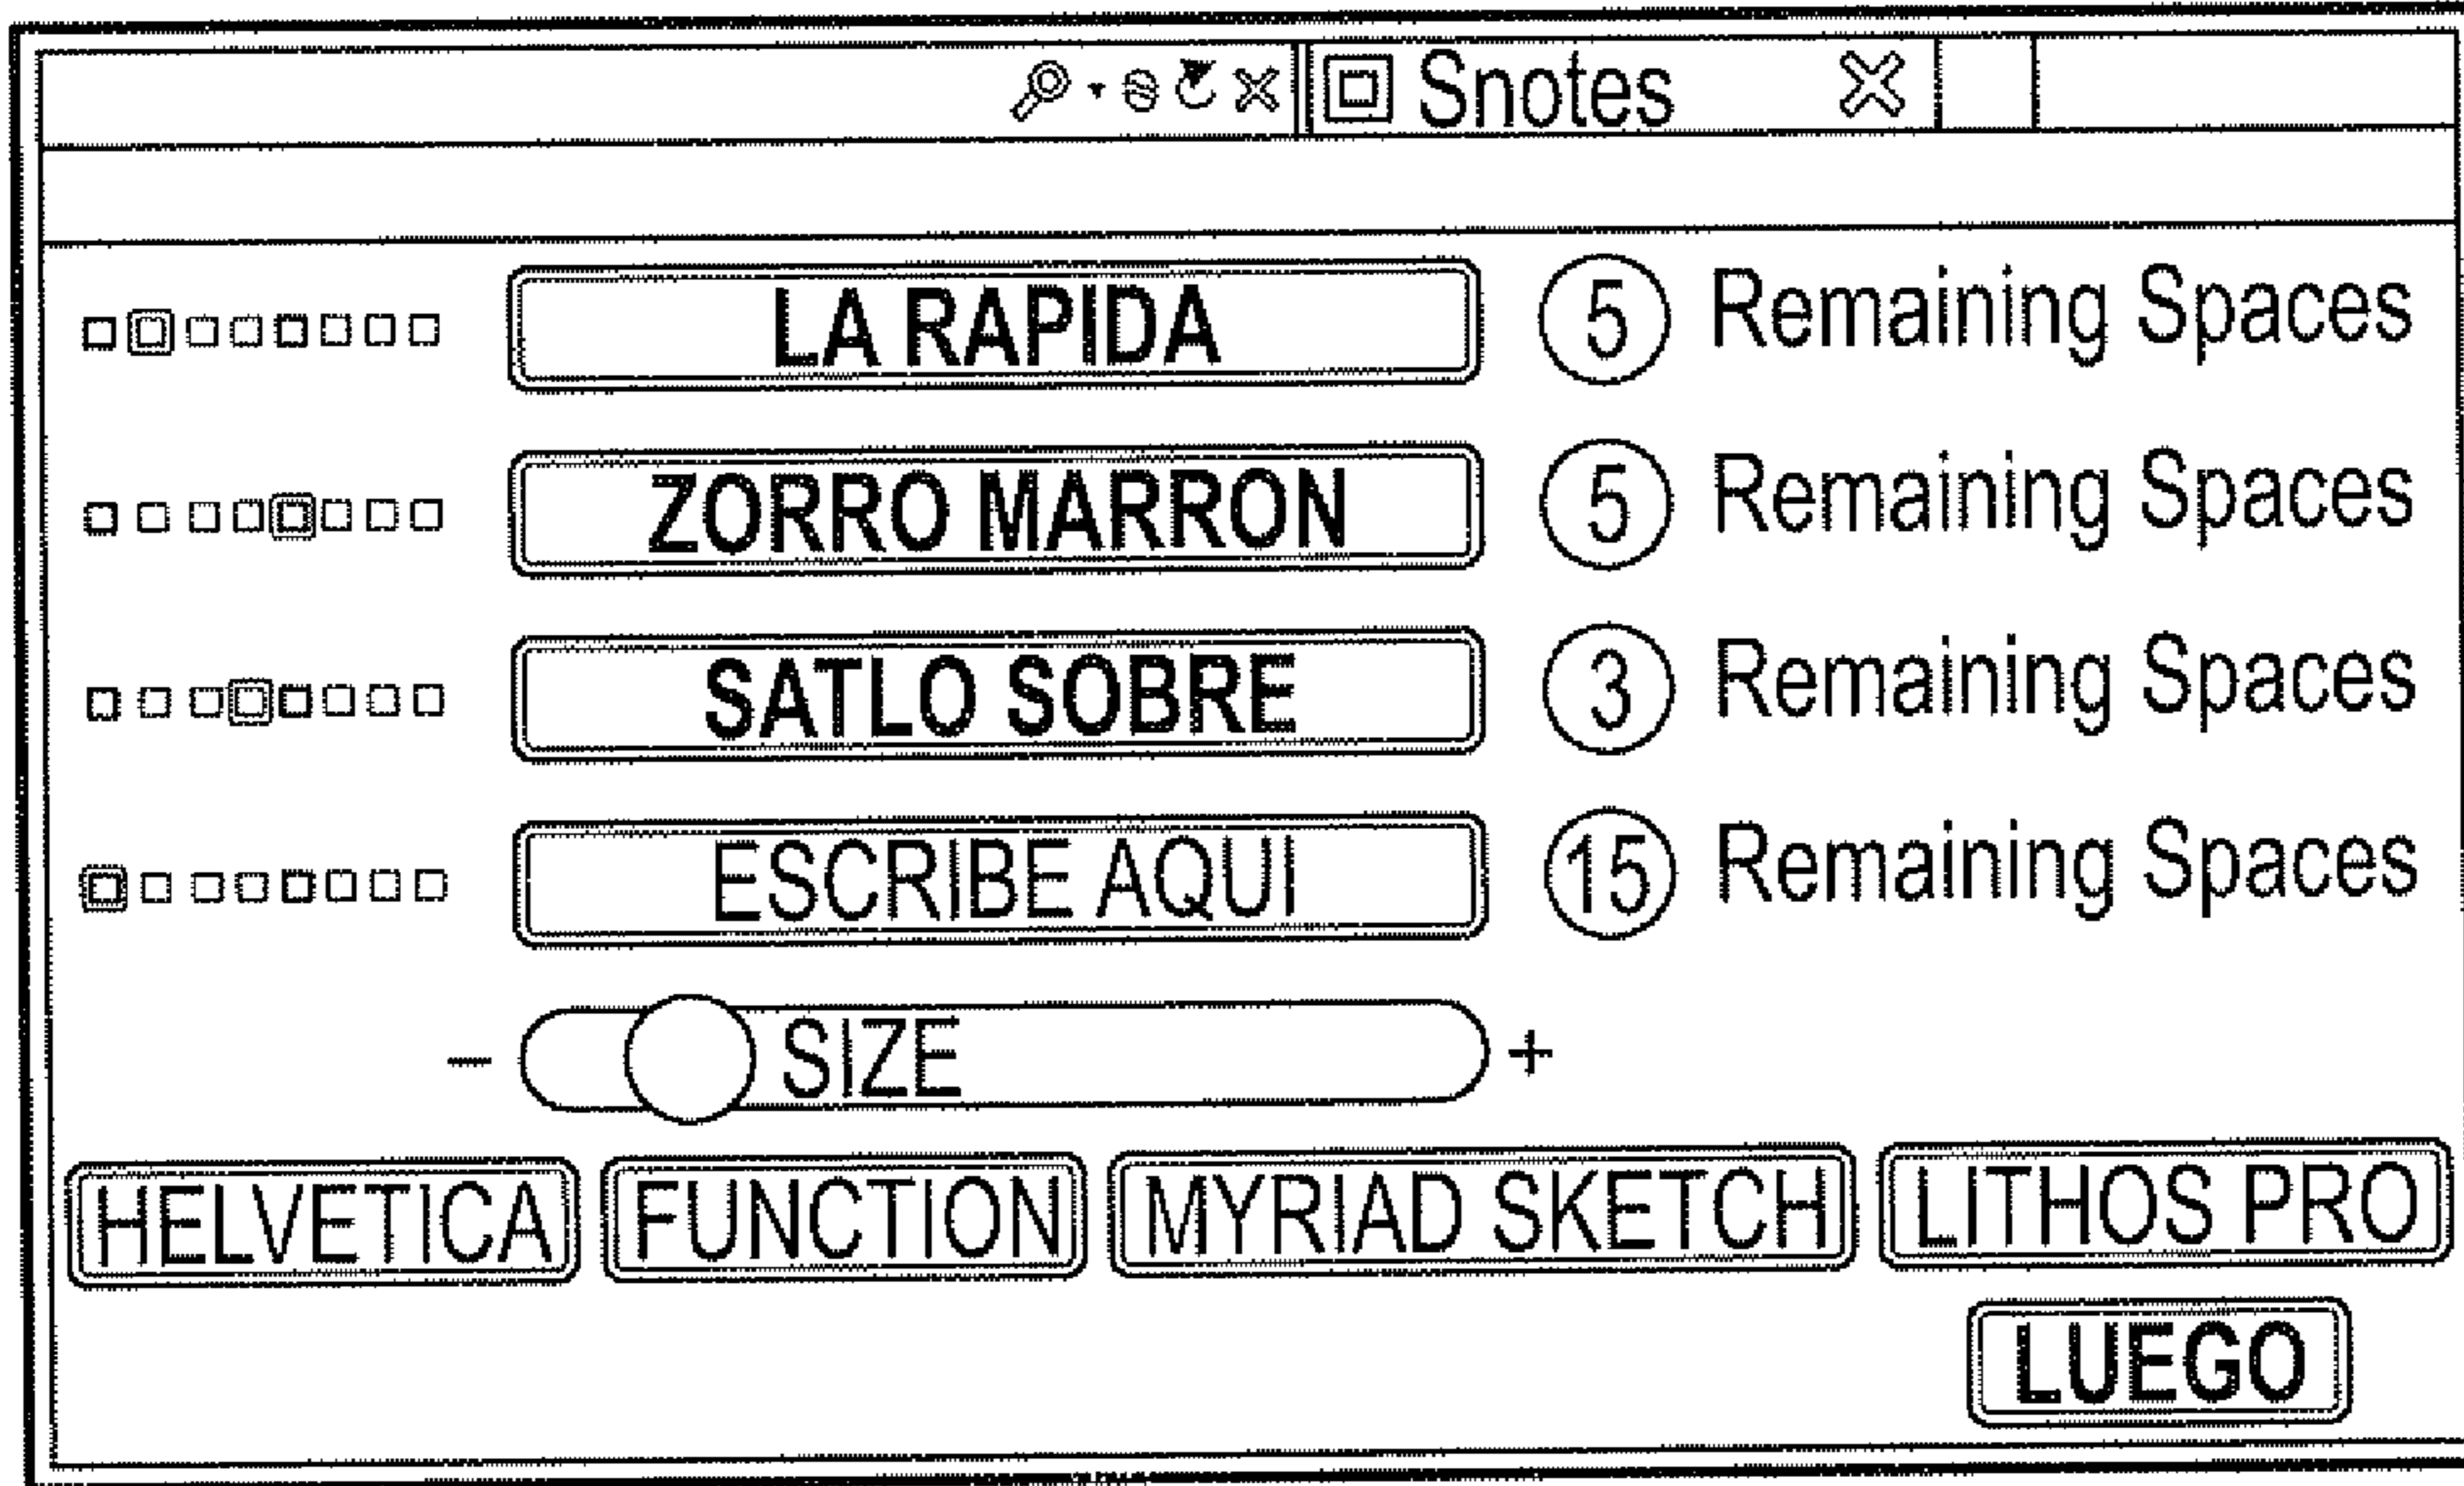 Snotes
LA RAPIDA 5 Remaining Spaces
ZORRO MARRON 5 Remaining Spaces
SATLO SOBRE 3 Remaining Spaces
ESCRIBE AQUI 15 Remaining Spaces
- SIZE +
HELVETICA FUNCTION MYRIAD SKETCH LITHOS PRO
LUEGO